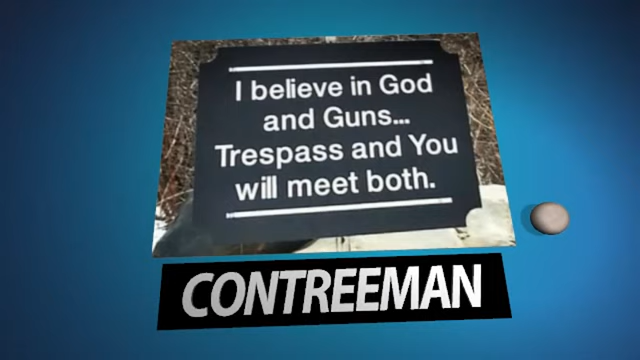 I believe in God
and Guns...
Trespass and You
will meet both.
CONTREEMAN